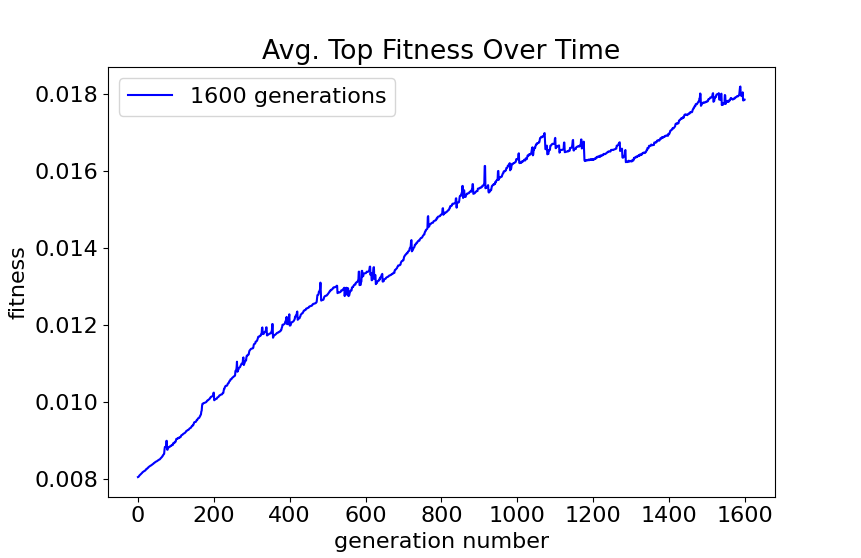 Avg. Top Fitness Over Time
1600 generations
fitness
0.018
0.016
0.014
0.012
0.010
0.008
0 200 400 600 800 1000 1200 1400 1600
generation number